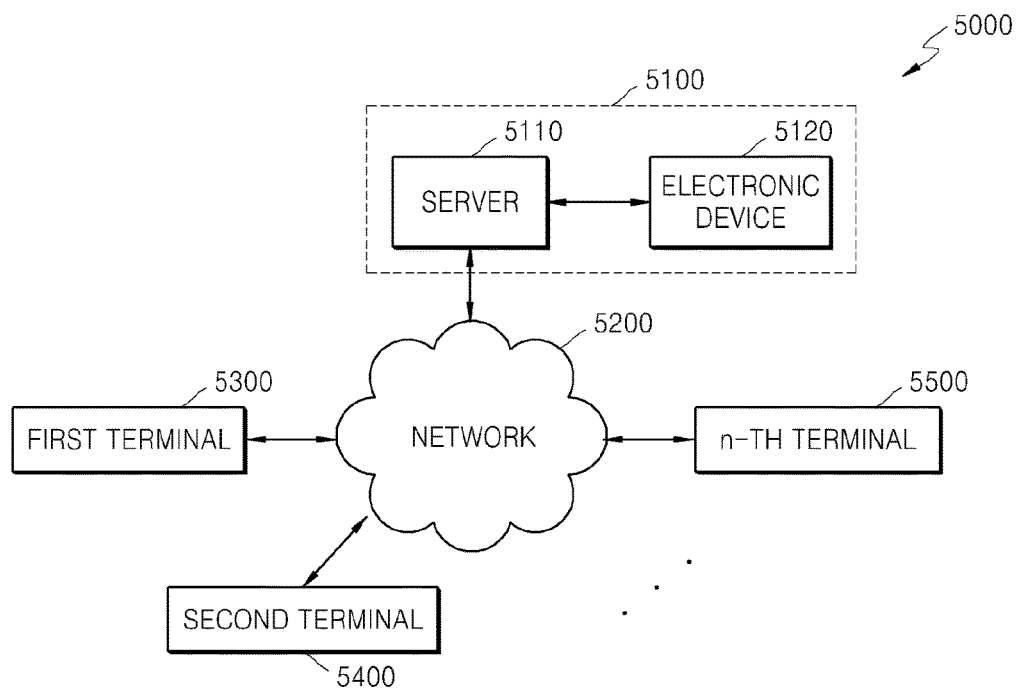 5000
5100
5110
5120
SERVER
ELECTRONIC
DEVICE
5200
5300
5500
FIRST TERMINAL
NETWORK
n-TH TERMINAL
SECOND TERMINAL
5400